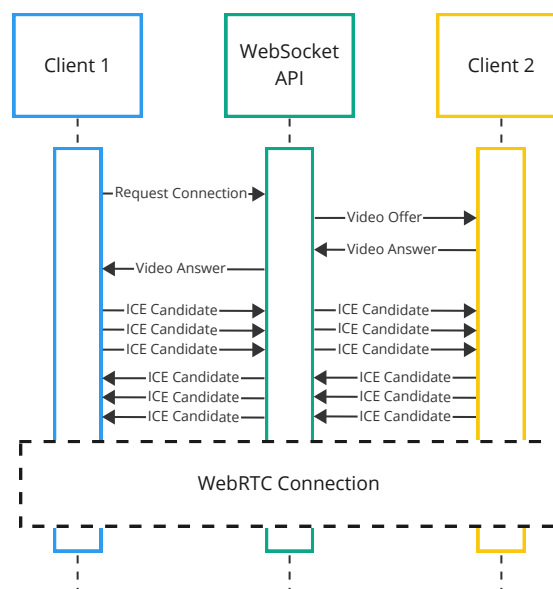 Client 1
WebSocket
API
Client 2
Request Connection
Video Offer
Video Answer
Video Answer
ICE Candidate
ICE Candidate
ICE Candidate
ICE Candidate
ICE Candidate
ICE Candidate
ICE Candidate
ICE Candidate
ICE Candidate
ICE Candidate
ICE Candidate
ICE Candidate
WebRTC Connection